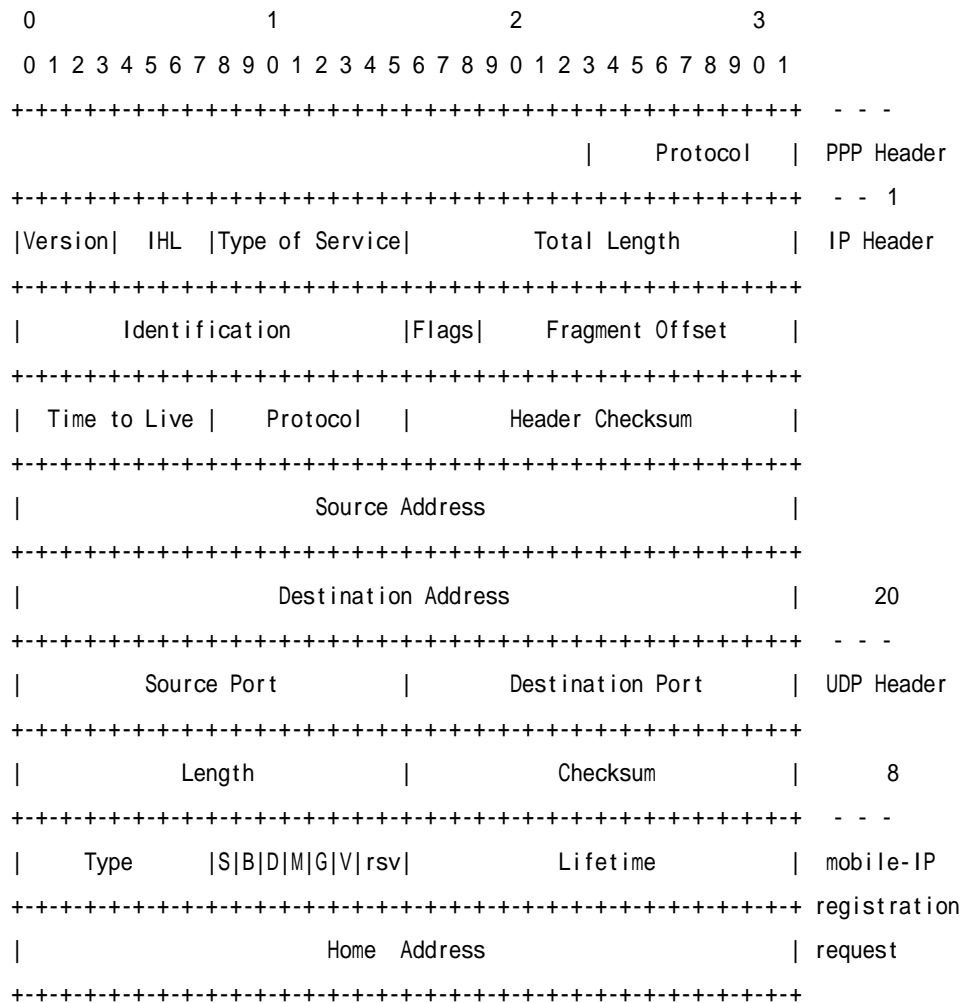 0 1 2 3
0 1 2 3 4 5 6 7 8 9 0 1 2 3 4 5 6 7 8 9 0 1 2 3 4 5 6 7 8 9 0 1
+-+-+-+-+-+-+-+-+-+-+-+-+-+-+-+-+-+-+-+-+-+-+-+-+-+-+-+-+-+-+-+-+ - - -
| Protocol | PPP Header
+-+-+-+-+-+-+-+-+-+-+-+-+-+-+-+-+-+-+-+-+-+-+-+-+-+-+-+-+-+-+-+-+ - - 1
|Version| IHL |Type of Service| Total Length | IP Header
+-+-+-+-+-+-+-+-+-+-+-+-+-+-+-+-+-+-+-+-+-+-+-+-+-+-+-+-+-+-+-+-+
| Identification |Flags| Fragment Offset |
+-+-+-+-+-+-+-+-+-+-+-+-+-+-+-+-+-+-+-+-+-+-+-+-+-+-+-+-+-+-+-+-+
| Time to Live | Protocol | Header Checksum |
+-+-+-+-+-+-+-+-+-+-+-+-+-+-+-+-+-+-+-+-+-+-+-+-+-+-+-+-+-+-+-+-+
| Source Address |
+-+-+-+-+-+-+-+-+-+-+-+-+-+-+-+-+-+-+-+-+-+-+-+-+-+-+-+-+-+-+-+-+
| Destination Address | 20
+-+-+-+-+-+-+-+-+-+-+-+-+-+-+-+-+-+-+-+-+-+-+-+-+-+-+-+-+-+-+-+-+ - - -
| Source Port | Destination Port | UDP Header
+-+-+-+-+-+-+-+-+-+-+-+-+-+-+-+-+-+-+-+-+-+-+-+-+-+-+-+-+-+-+-+-+
| Length | Checksum | 8
+-+-+-+-+-+-+-+-+-+-+-+-+-+-+-+-+-+-+-+-+-+-+-+-+-+-+-+-+-+-+-+-+ - - -
| Type |S|B|D|M|G|V|rsv| Lifetime | mobile-IP
+-+-+-+-+-+-+-+-+-+-+-+-+-+-+-+-+-+-+-+-+-+-+-+-+-+-+-+-+-+-+-+-+ registration
| Home Address | request
+-+-+-+-+-+-+-+-+-+-+-+-+-+-+-+-+-+-+-+-+-+-+-+-+-+-+-+-+-+-+-+-+